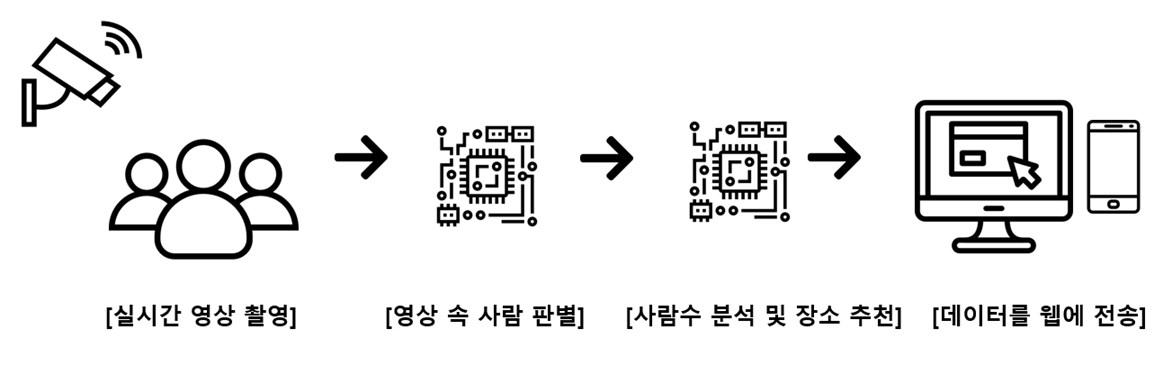 [실시간 영상 촬영]
[영상 속 사람 판별]
[사람수 분석 및 장소 추천]
[데이터를 웹에 전송]